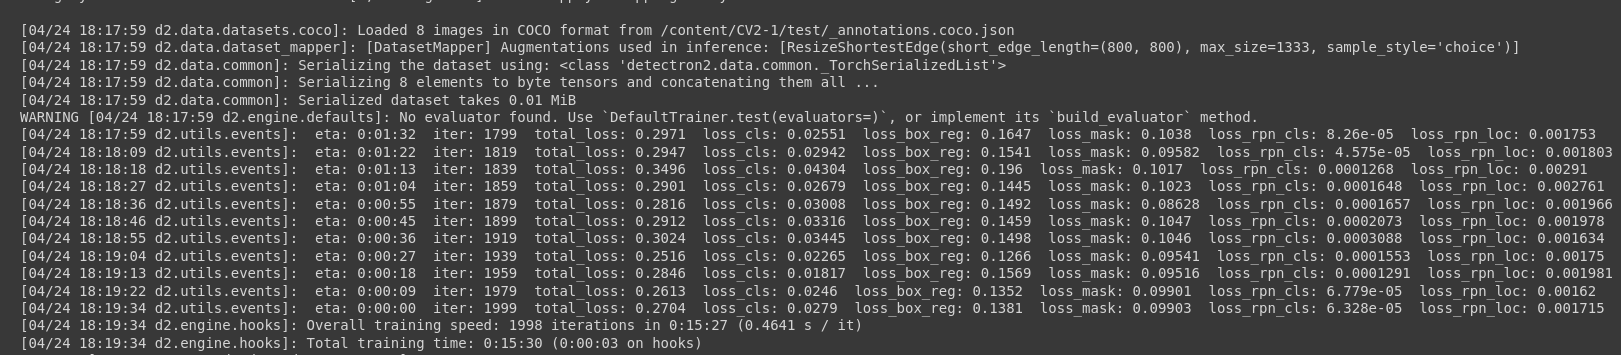 [04/24 18:17:59 d2.data.datasets.coco]: Loaded 8 images in COCO format from /content/CV2-1/test/_annotations.coco.json
[04/24 18:17:59 d2.data.dataset_mapper]: [DatasetMapper] Augmentations used in inference: [ResizeShortestEdge(short_edge_length=(800, 800), max_size=1333, sample_style='choice')]
[04/24 18:17:59 d2.data.common]: Serializing the dataset using: <class 'detectron2.data.common._TorchSerializedList'>
[04/24 18:17:59 d2.data.common]: Serializing 8 elements to byte tensors and concatenating them all ...
[04/24 18:17:59 d2.data.common]: Serialized dataset takes 0.01 MiB
WARNING [04/24 18:17:59 d2.engine.defaults]: No evaluator found. Use `DefaultTrainer.test(evaluators=)`, or implement its `build_evaluator` method.
[04/24 18:17:59 d2.utils.events]:  eta: 0:01:32  iter: 1799  total_loss: 0.2971  loss_cls: 0.02551  loss_box_reg: 0.1647  loss_mask: 0.1038  loss_rpn_cls: 8.26e-05  loss_rpn_loc: 0.001753
[04/24 18:18:09 d2.utils.events]:  eta: 0:01:22  iter: 1819  total_loss: 0.2947  loss_cls: 0.02942  loss_box_reg: 0.1541  loss_mask: 0.09582  loss_rpn_cls: 4.575e-05  loss_rpn_loc: 0.001803
[04/24 18:18:18 d2.utils.events]:  eta: 0:01:13  iter: 1839  total_loss: 0.3496  loss_cls: 0.04304  loss_box_reg: 0.196  loss_mask: 0.1017  loss_rpn_cls: 0.0001268  loss_rpn_loc: 0.00291
[04/24 18:18:27 d2.utils.events]:  eta: 0:01:04  iter: 1859  total_loss: 0.2901  loss_cls: 0.02679  loss_box_reg: 0.1445  loss_mask: 0.1023  loss_rpn_cls: 0.0001648  loss_rpn_loc: 0.002761
[04/24 18:18:36 d2.utils.events]:  eta: 0:00:55  iter: 1879  total_loss: 0.2816  loss_cls: 0.03008  loss_box_reg: 0.1492  loss_mask: 0.08628  loss_rpn_cls: 0.0001657  loss_rpn_loc: 0.001966
[04/24 18:18:46 d2.utils.events]:  eta: 0:00:45  iter: 1899  total_loss: 0.2912  loss_cls: 0.03316  loss_box_reg: 0.1459  loss_mask: 0.1047  loss_rpn_cls: 0.0002073  loss_rpn_loc: 0.001978
[04/24 18:18:55 d2.utils.events]:  eta: 0:00:36  iter: 1919  total_loss: 0.3024  loss_cls: 0.03445  loss_box_reg: 0.1498  loss_mask: 0.1046  loss_rpn_cls: 0.0003088  loss_rpn_loc: 0.001634
[04/24 18:19:04 d2.utils.events]:  eta: 0:00:27  iter: 1939  total_loss: 0.2516  loss_cls: 0.02265  loss_box_reg: 0.1266  loss_mask: 0.09541  loss_rpn_cls: 0.0001553  loss_rpn_loc: 0.00175
[04/24 18:19:13 d2.utils.events]:  eta: 0:00:18  iter: 1959  total_loss: 0.2846  loss_cls: 0.01817  loss_box_reg: 0.1569  loss_mask: 0.09516  loss_rpn_cls: 0.0001291  loss_rpn_loc: 0.001981
[04/24 18:19:22 d2.utils.events]:  eta: 0:00:09  iter: 1979  total_loss: 0.2613  loss_cls: 0.0246  loss_box_reg: 0.1352  loss_mask: 0.09901  loss_rpn_cls: 6.779e-05  loss_rpn_loc: 0.00162
[04/24 18:19:34 d2.utils.events]:  eta: 0:00:00  iter: 1999  total_loss: 0.2704  loss_cls: 0.0279  loss_box_reg: 0.1381  loss_mask: 0.09903  loss_rpn_cls: 6.328e-05  loss_rpn_loc: 0.001715
[04/24 18:19:34 d2.engine.hooks]: Overall training speed: 1998 iterations in 0:15:27 (0.4641 s / it)
[04/24 18:19:34 d2.engine.hooks]: Total training time: 0:15:30 (0:00:03 on hooks)